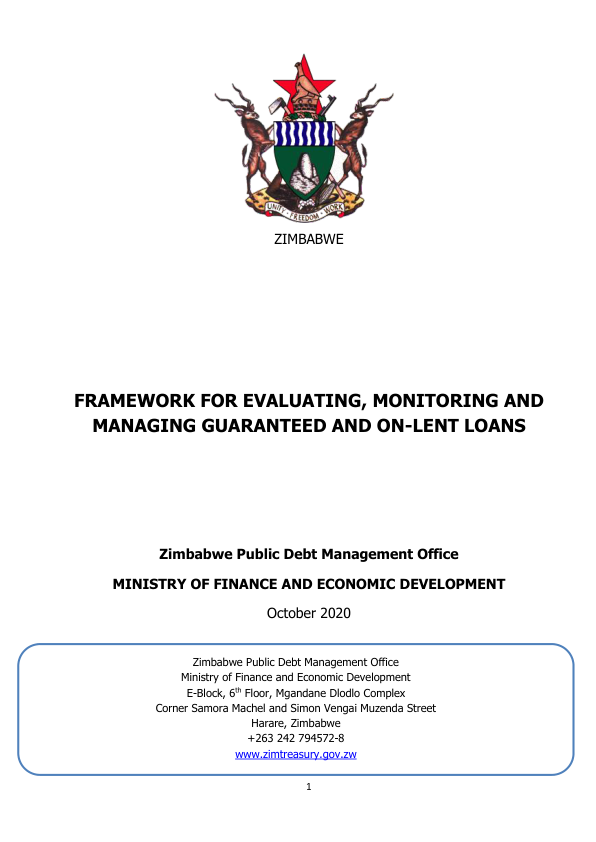 UNITY - FREEDOM - WORK
ZIMBABWE
FRAMEWORK FOR EVALUATING, MONITORING AND
MANAGING GUARANTEED AND ON-LENT LOANS
Zimbabwe Public Debt Management Office
MINISTRY OF FINANCE AND ECONOMIC DEVELOPMENT
October 2020
Zimbabwe Public Debt Management Office
Ministry of Finance and Economic Development
E-Block, 6th Floor, Mgandane Dlodlo Complex
Corner Samora Machel and Simon Vengai Muzenda Street
Harare, Zimbabwe
+263 242 794572-8
www.zimtreasury.gov.zw
1